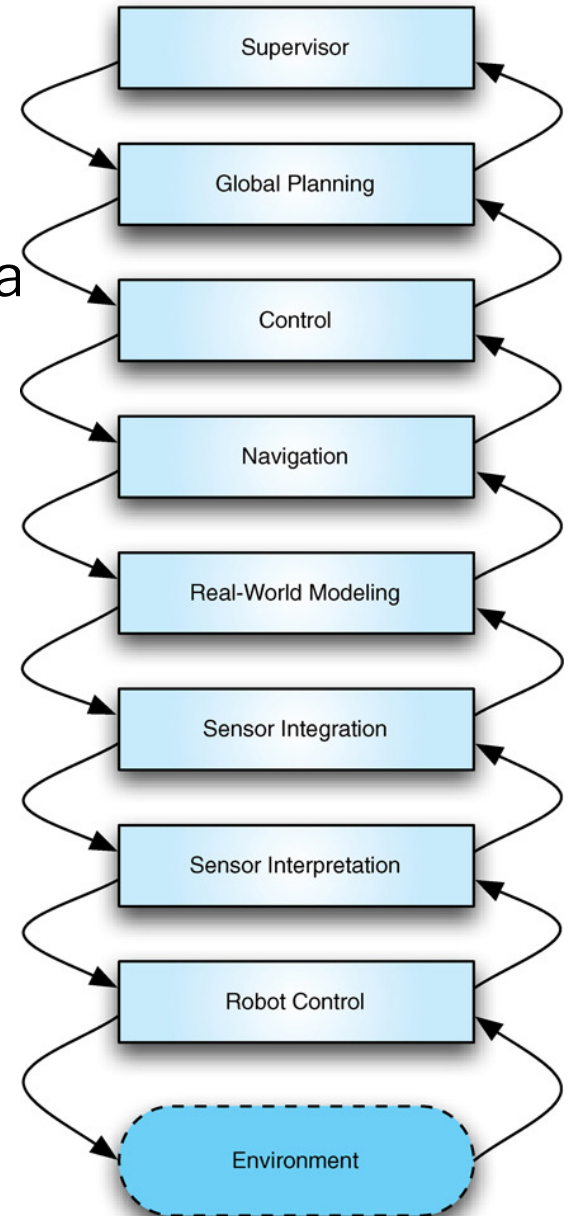 Supervisor
Global Planning
a
Control
Navigation
Real-World Modeling
Sensor Integration
Sensor Interpretation
Robot Control
Environment